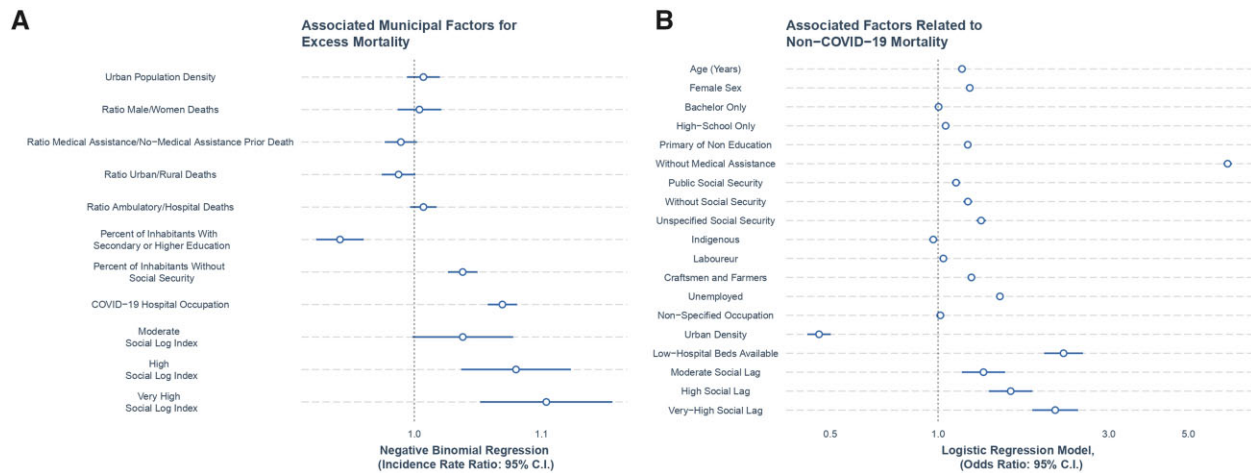 A
Associated Municipal Factors for
Excess Mortality
Urban Population Density
Ratio Male/Women Deaths
Ratio Medical Assistance/No−Medical Assistance Prior Death
Ratio Urban/Rural Deaths
Ratio Ambulatory/Hospital Deaths
Percent of Inhabitants With
Secondary or Higher Education
Percent of Inhabitants Without
Social Security
COVID−19 Hospital Occupation
Moderate
Social Log Index
High
Social Log Index
Very High
Social Log Index
1.0
1.1
Negative Binomial Regression
(Incidence Rate Ratio: 95% C.I.)
B
Associated Factors Related to
Non−COVID−19 Mortality
Age (Years)
Female Sex
Bachelor Only
High−School Only
Primary of Non Education
Without Medical Assistance
Public Social Security
Without Social Security
Unspecified Social Security
Indigenous
Laboureur
Craftsmen and Farmers
Unemployed
Non−Specified Occupation
Urban Density
Low−Hospital Beds Available
Moderate Social Lag
High Social Lag
Very−High Social Lag
0.5
1.0
3.0
5.0
Logistic Regression Model,
(Odds Ratio: 95% C.I.)